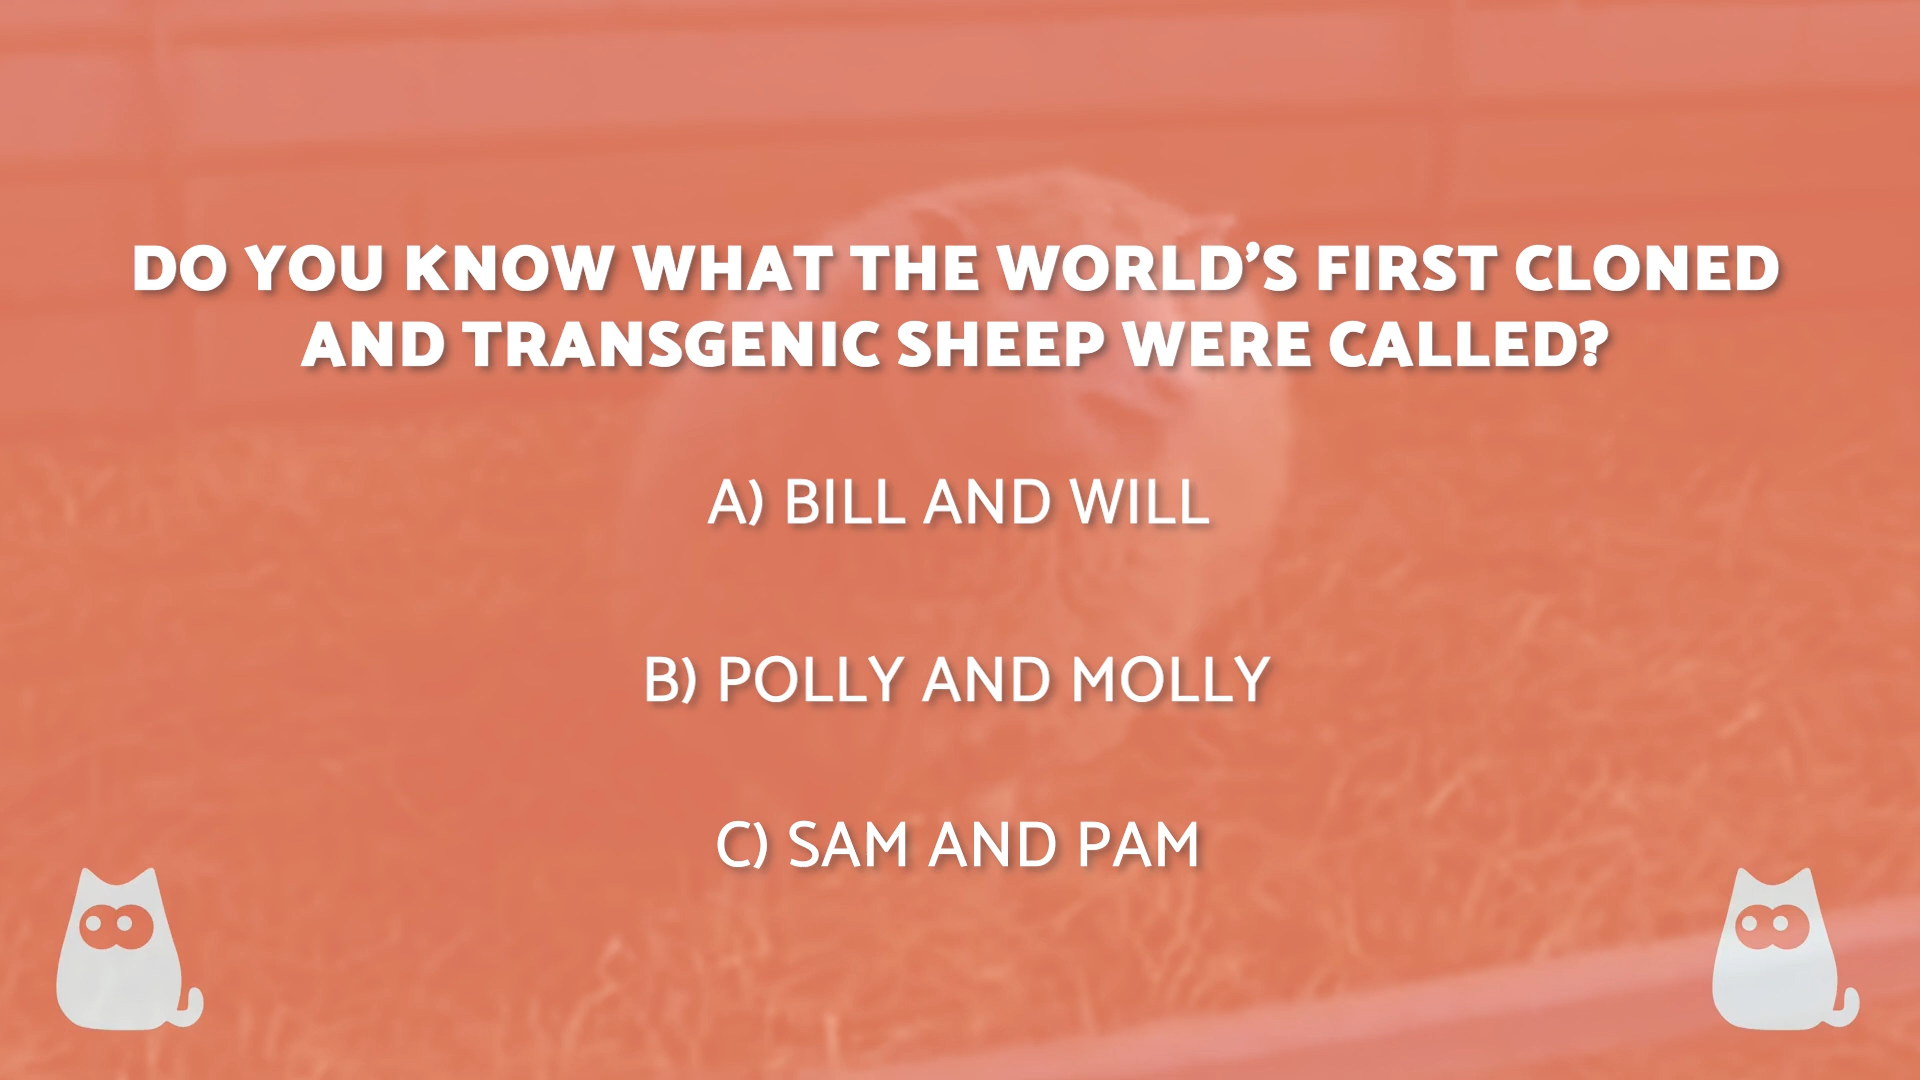 DO YOU KNOW WHAT THE WORLD’S FIRST CLONED
AND TRANSGENIC SHEEP WERE CALLED?
A) BILL AND WILL
B) POLLY AND MOLLY
C) SAM AND PAM